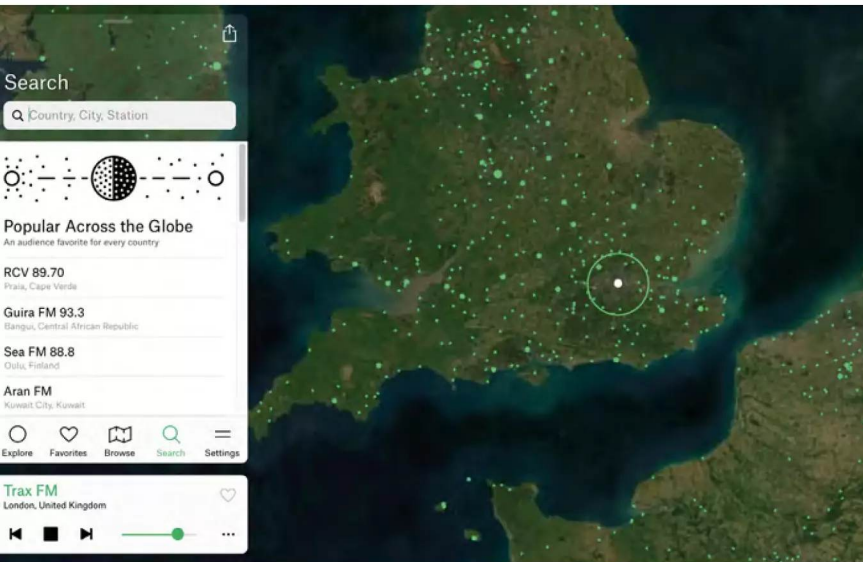 Search
Country, City, Station
Popular Across the Globe
An audience favorite for every country
RCV 89.70
Praia, Cape Verde
Guira FM 93.3
Bangui, Central African Republic
Sea FM 88.8
Oulu, Finland
Aran FM
Kuwait City, Kuwait
Explore Favorites Browse Search Settings
Trax FM
London, United Kingdom